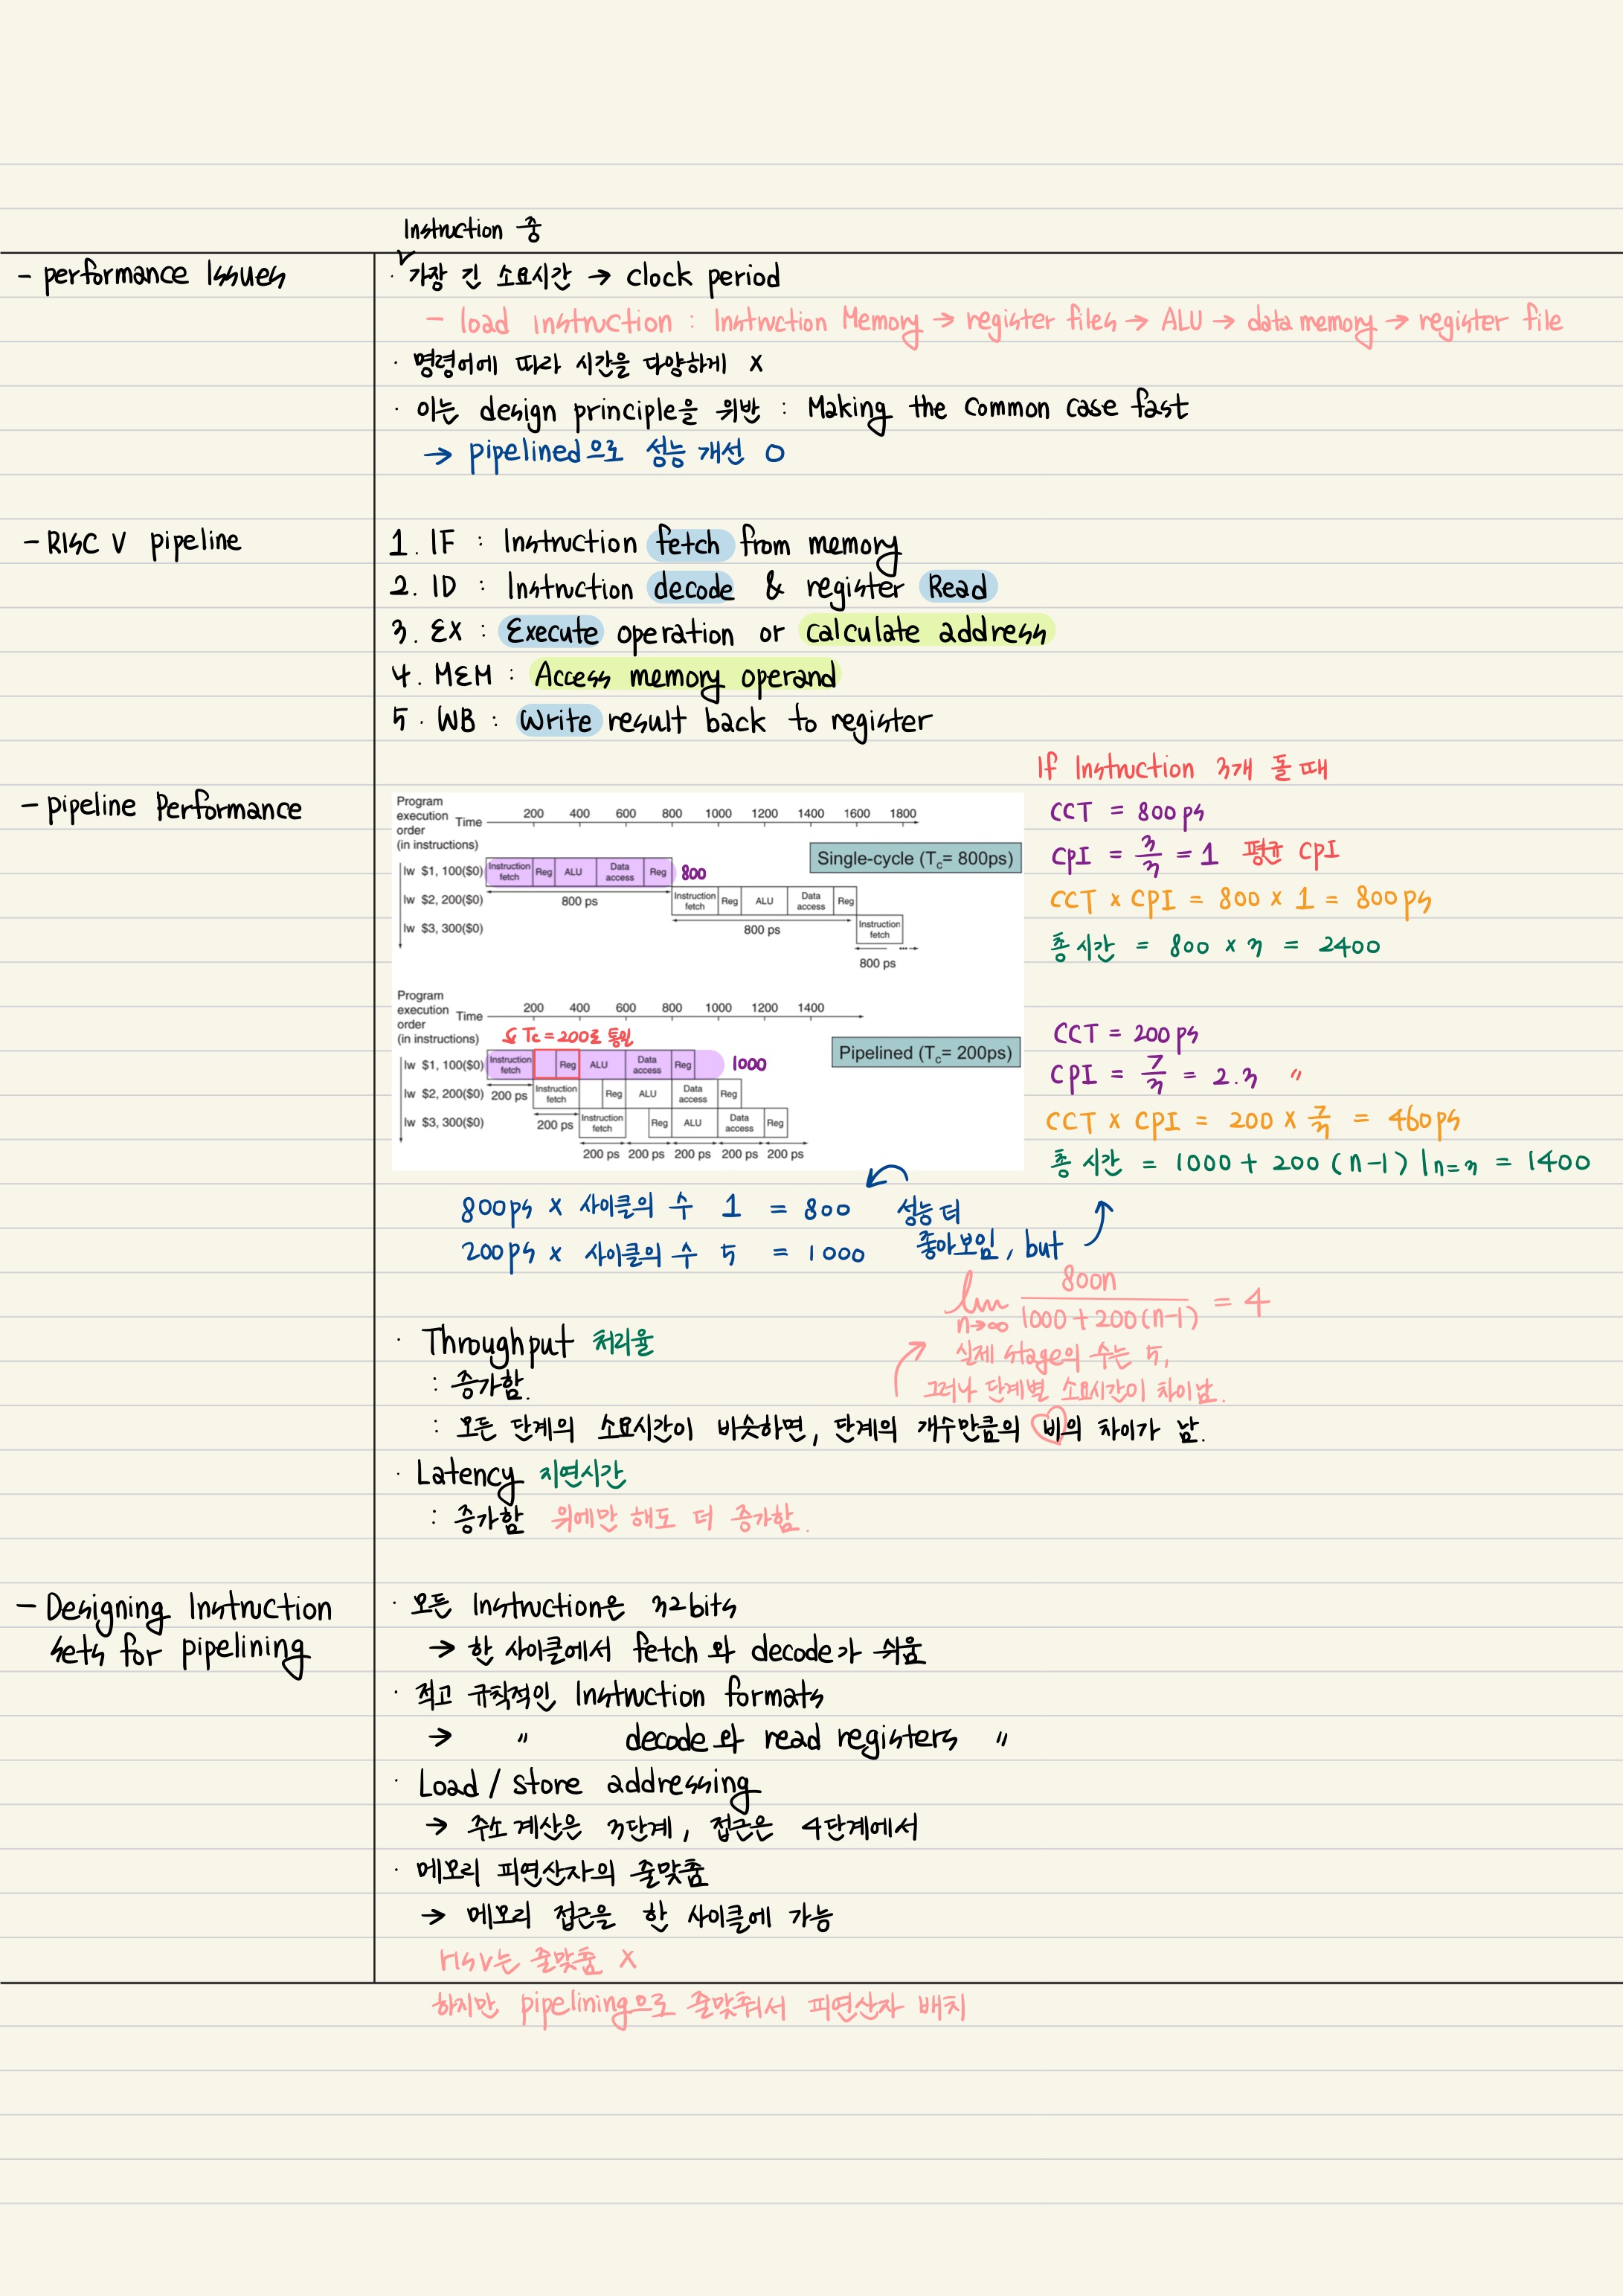 Instruction 중
- performance Issues
· 가장 긴 소요시간 → clock period
- load instruction : Instruction Memory → register files → ALU → data memory → register file
· 명령어에 따라 시간을 다양하게 X
· 이는 design principle을 위반 : Making the Common case fast
→ pipelined으로 성능 개선 O
- RISC V pipeline
1. IF : Instruction fetch from memory
2. ID : Instruction decode & register Read
3. EX : Execute operation or calculate address
4. MEM : Access memory operand
5. WB : Write result back to register
- pipeline Performance
Program
execution
order
(in instructions)
Time
200 400 600 800 1000 1200 1400 1600 1800
Single-cycle (Tc= 800ps)
lw $1, 100($0) Instruction fetch Reg ALU Data access Reg 800
800 ps
lw $2, 200($0) Instruction fetch Reg ALU Data access Reg
800 ps
lw $3, 300($0) Instruction fetch
...
800 ps
Program
execution
order
(in instructions)
Time
200 400 600 800 1000 1200 1400
Tc = 200로 통일
Pipelined (Tc= 200ps)
lw $1, 100($0) Instruction fetch Reg ALU Data access Reg 1000
lw $2, 200($0) 200 ps Instruction fetch Reg ALU Data access Reg
lw $3, 300($0) 200 ps Instruction fetch Reg ALU Data access Reg
200 ps 200 ps 200 ps 200 ps 200 ps
If Instruction 3개 돌 때
CCT = 800ps
CPI = 3/3 = 1 평균 CPI
CCT x CPI = 800 x 1 = 800ps
총 시간 = 800 x 3 = 2400
CCT = 200ps
CPI = 7/3 = 2.3 〃
CCT x CPI = 200 x 7/3 = 460ps
총 시간 = 1000 + 200 (n-1) |n=3 = 1400
800ps x 사이클의 수 1 = 800
200ps x 사이클의 수 5 = 1000
성능 더
좋아보임, but
lim n→∞ 800n / 1000+200(n-1) = 4
실제 stage의 수는 5,
그러나 단계별 소요시간이 차이남.
· Throughput 처리율
: 증가함.
: 모든 단계의 소요시간이 비슷하면, 단계의 개수만큼의 비의 차이가 남.
· Latency 지연시간
: 증가함 위에만 해도 더 증가함.
- Designing Instruction
sets for pipelining
· 모든 Instruction은 32bits
→ 한 사이클에서 fetch 와 decode가 쉬움
· 적고 규칙적인 Instruction formats
→ 〃 decode와 read registers 〃
· Load / store addressing
→ 주소 계산은 3단계, 접근은 4단계에서
· 메모리 피연산자의 줄맞춤
→ 메모리 접근을 한 사이클에 가능
risv는 줄맞춤 X
하지만 pipelining으로 줄맞춰서 피연산자 배치